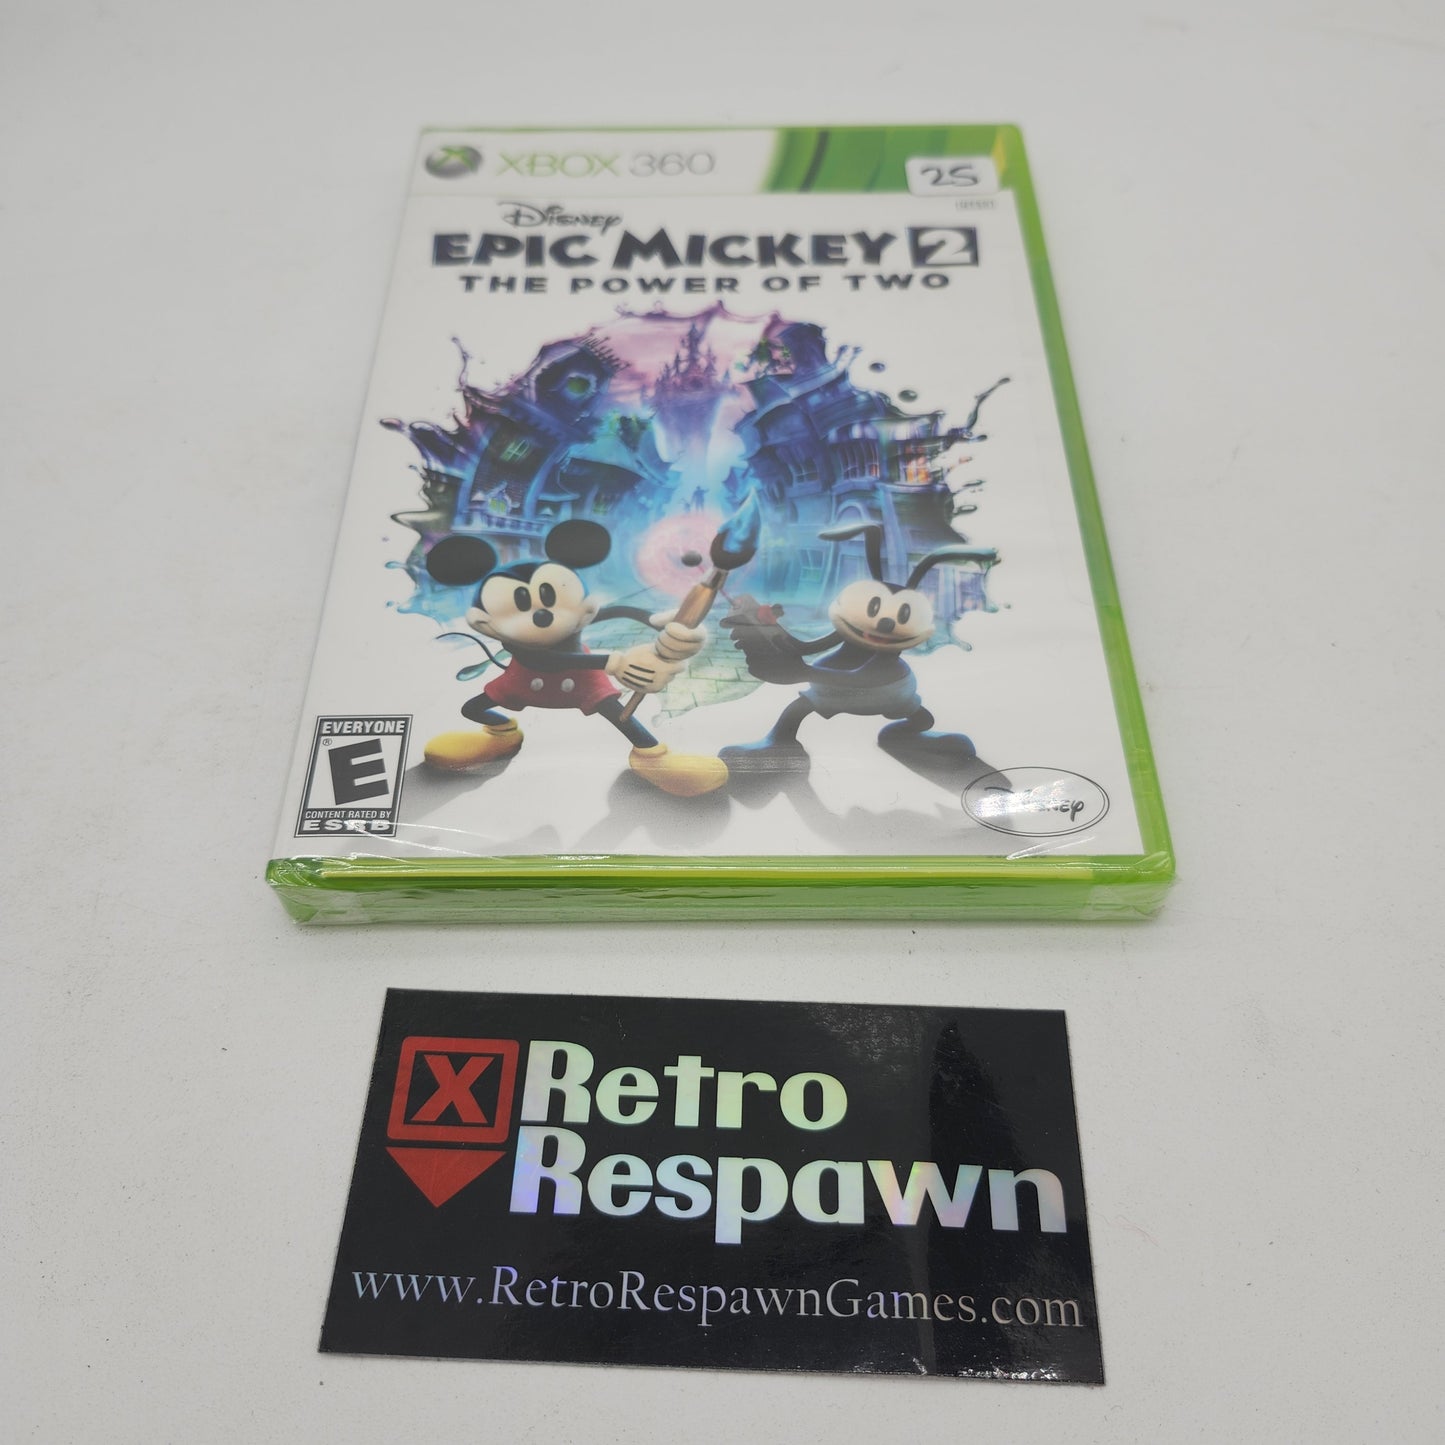 XBOX 360
25
Disney
EPIC MICKEY 2
THE POWER OF TWO
EVERYONE
E
®
CONTENT RATED BY
ESRB
Disney
X Retro
Respawn
www.RetroRespawnGames.com